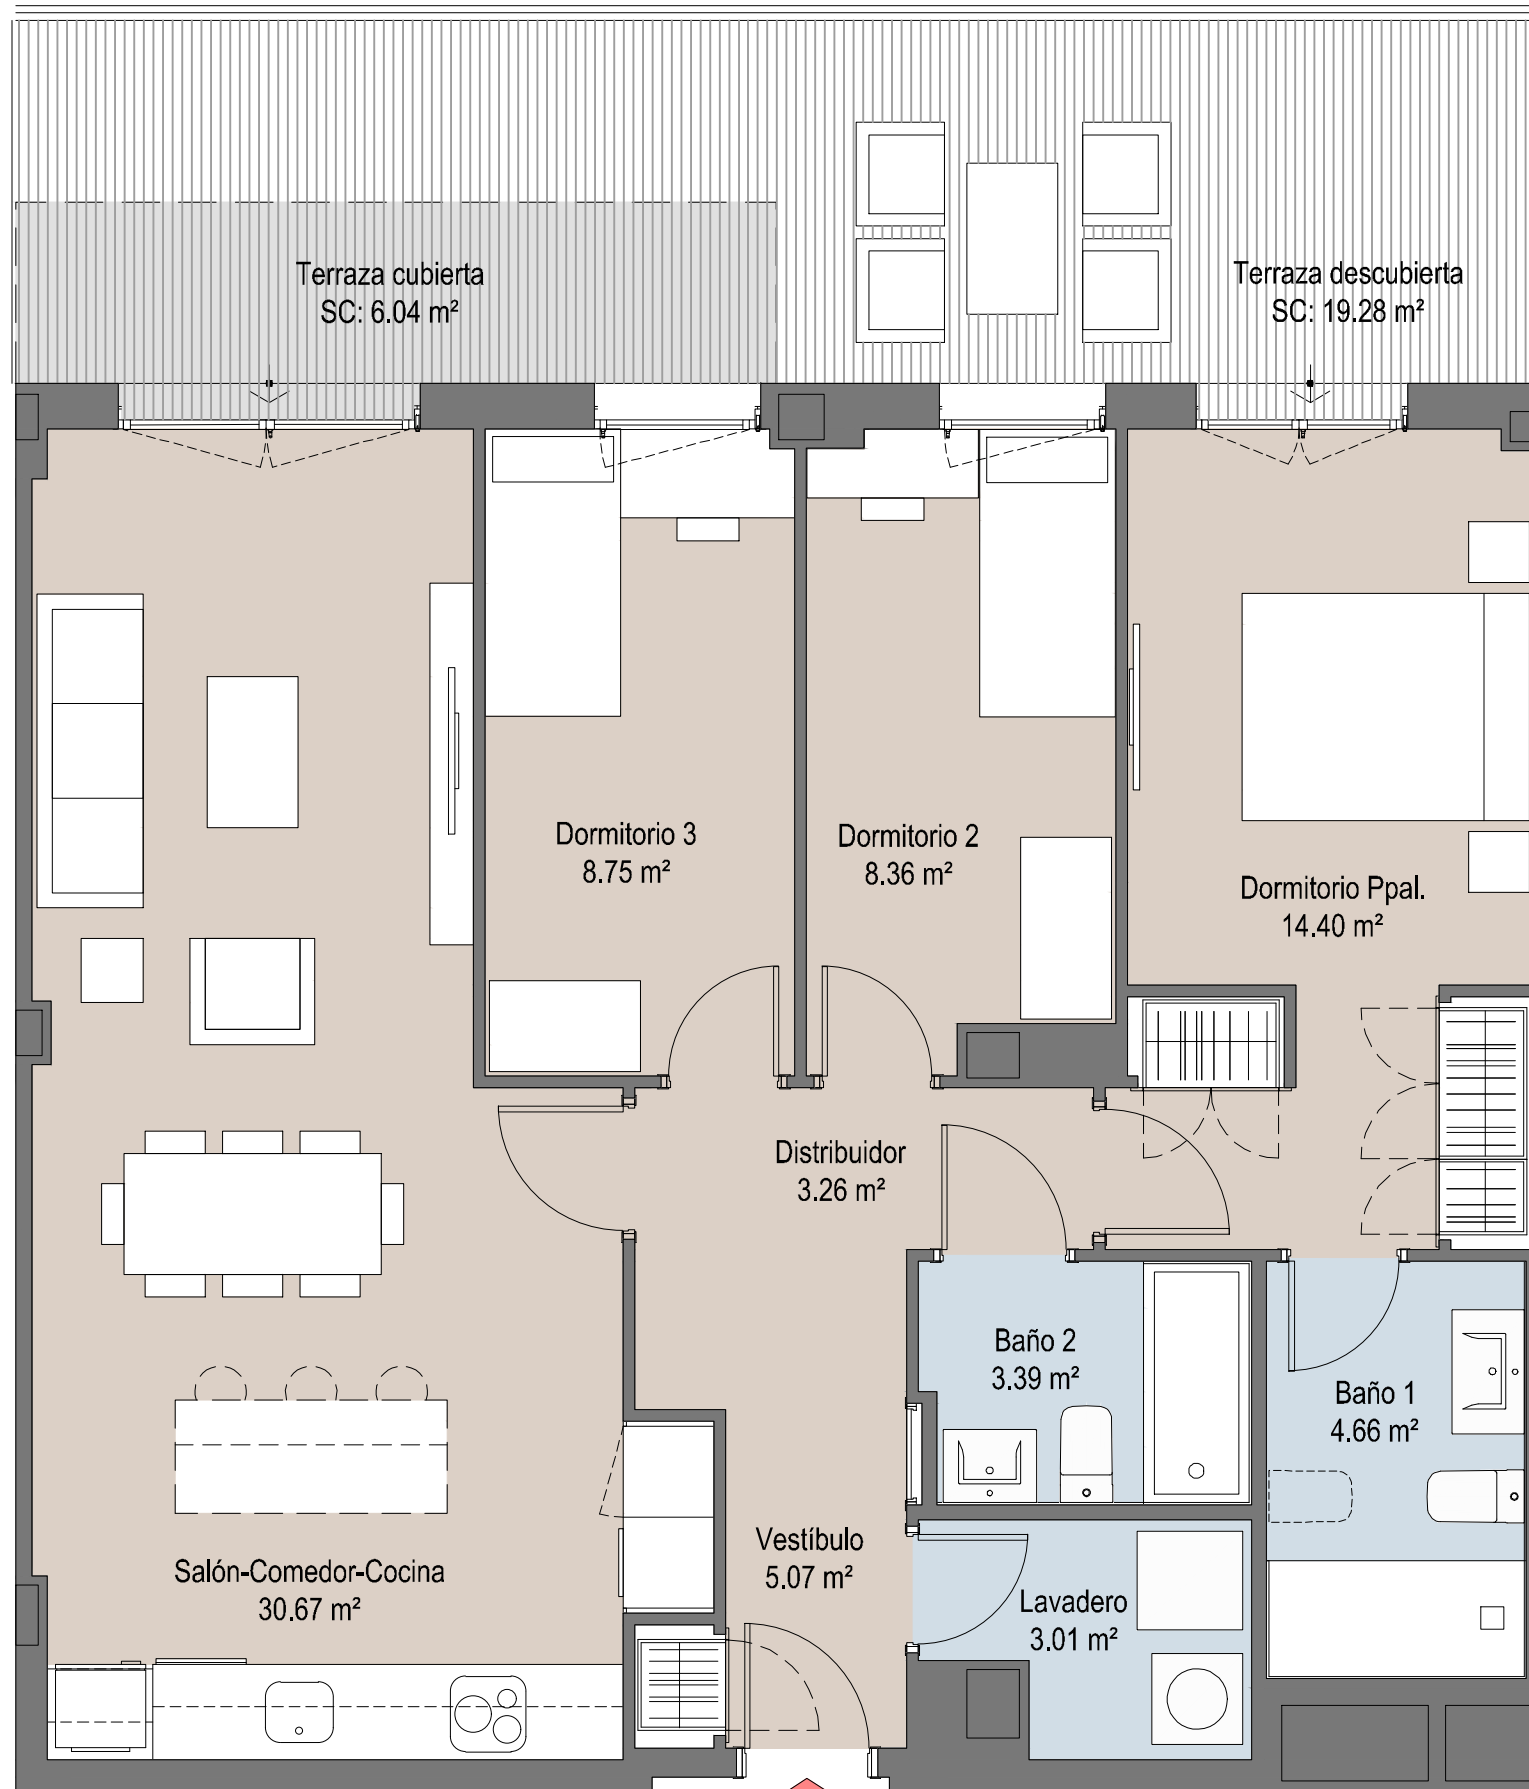 Terraza cubierta
SC: 6.04 m²
Terraza descubierta
SC: 19.28 m²
Dormitorio 3
8.75 m²
Dormitorio 2
8.36 m²
Dormitorio Ppal.
14.40 m²
Distribuidor
3.26 m²
Baño 2
3.39 m²
Baño 1
4.66 m²
Vestíbulo
5.07 m²
Salón-Comedor-Cocina
30.67 m²
Lavadero
3.01 m²